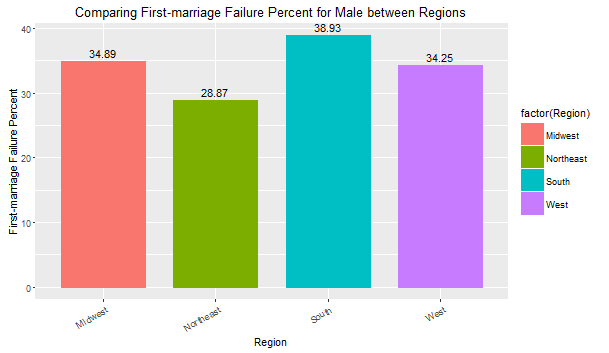 Comparing First-marriage Failure Percent for Male between Regions
First-marriage Failure Percent
40
30
20
10
0
34.89
28.87
38.93
34.25
Midwest
Northeast
South
West
Region
factor(Region)
Midwest
Northeast
South
West